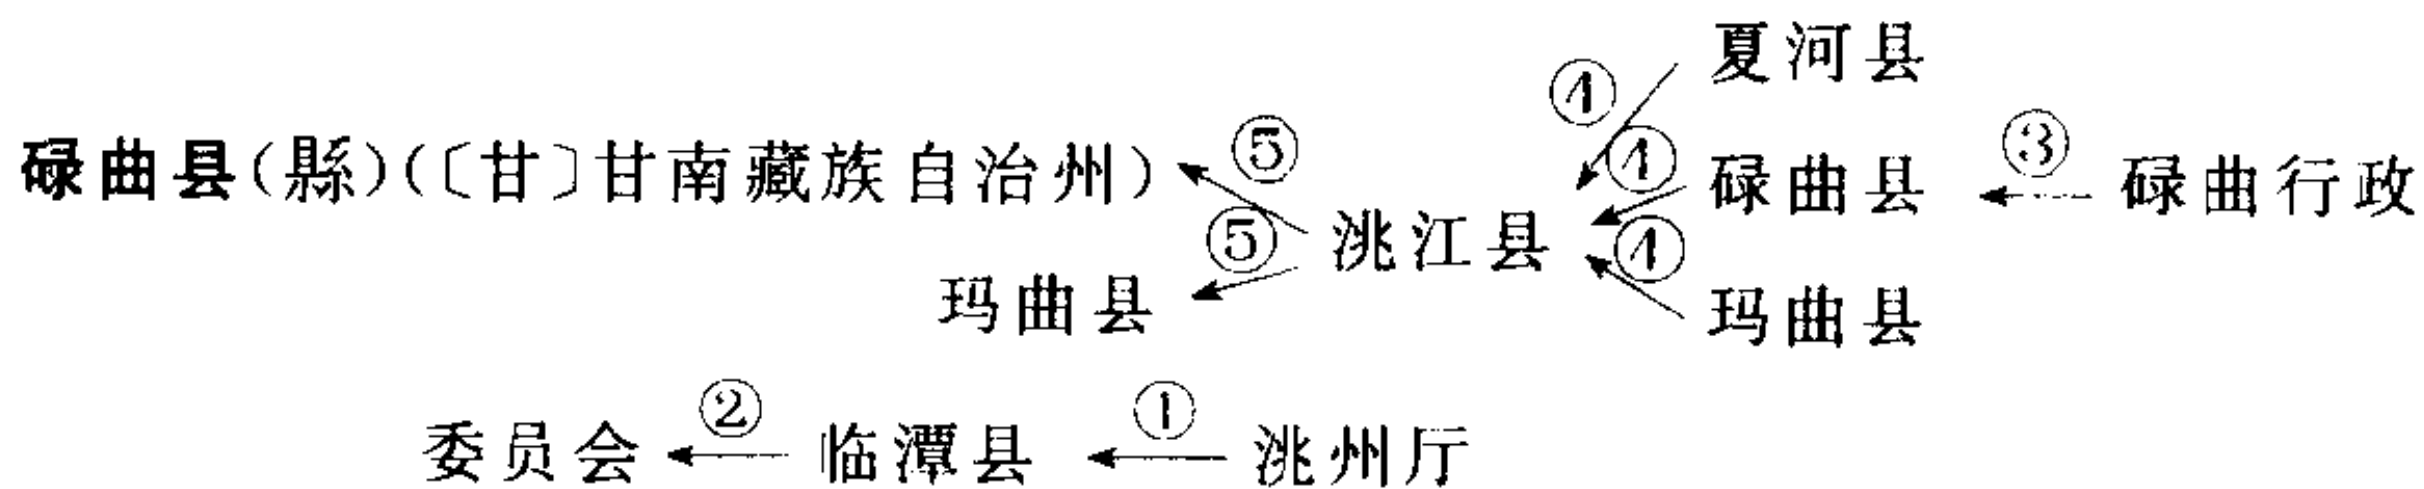 夏河县
④
碌曲县(縣)(〔甘〕甘南藏族自治州) ⑤ ④ 碌曲县 ③ 碌曲行政
⑤ 洮江县 ④
玛曲县 玛曲县
委员会 ② 临潭县 ① 洮州厅